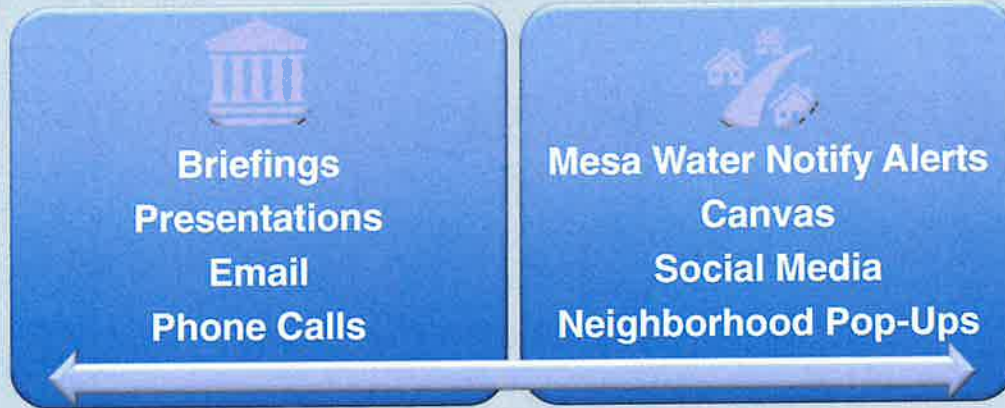 Briefings
Presentations
Email
Phone Calls
Mesa Water Notify Alerts
Canvas
Social Media
Neighborhood Pop-Ups